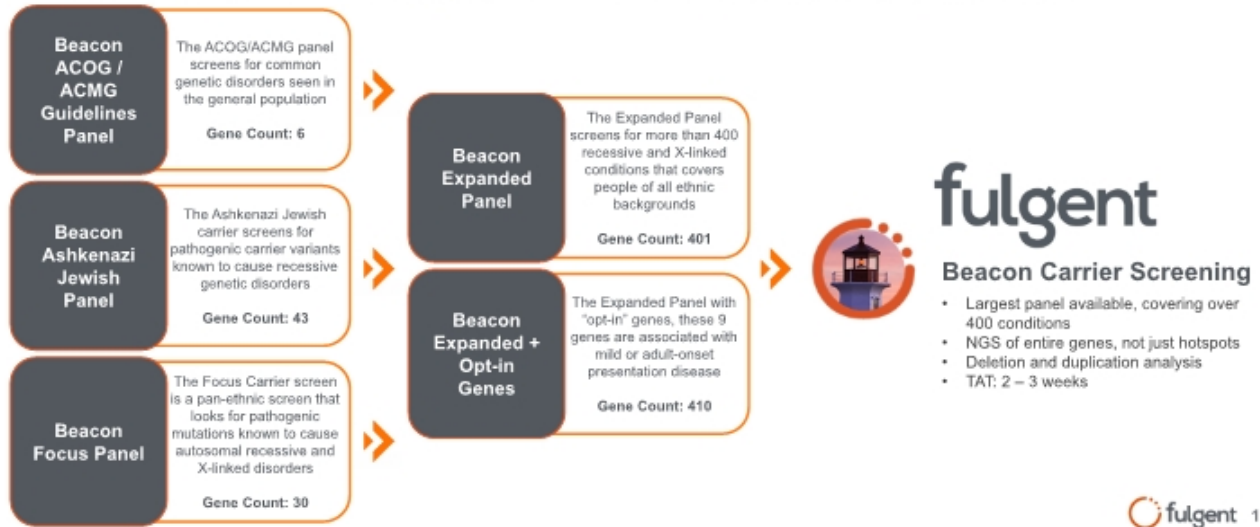 Beacon
ACOG /
ACMG
Guidelines
Panel
The ACOG/ACMG panel
screens for common
genetic disorders seen in
the general population
Gene Count: 6
Beacon
Ashkenazi
Jewish
Panel
The Ashkenazi Jewish
carrier screens for
pathogenic carrier variants
known to cause recessive
genetic disorders
Gene Count: 43
Beacon
Focus Panel
The Focus Carrier screen
is a pan-ethnic screen that
looks for pathogenic
mutations known to cause
autosomal recessive and
X-linked disorders
Gene Count: 30
Beacon
Expanded
Panel
The Expanded Panel
screens for more than 400
recessive and X-linked
conditions that covers
people of all ethnic
backgrounds
Gene Count: 401
Beacon
Expanded +
Opt-in
Genes
The Expanded Panel with
"opt-in" genes, these 9
genes are associated with
mild or adult-onset
presentation disease
Gene Count: 410
fulgent
Beacon Carrier Screening
• Largest panel available, covering over
400 conditions
• NGS of entire genes, not just hotspots
• Deletion and duplication analysis
• TAT: 2 – 3 weeks
fulgent 1